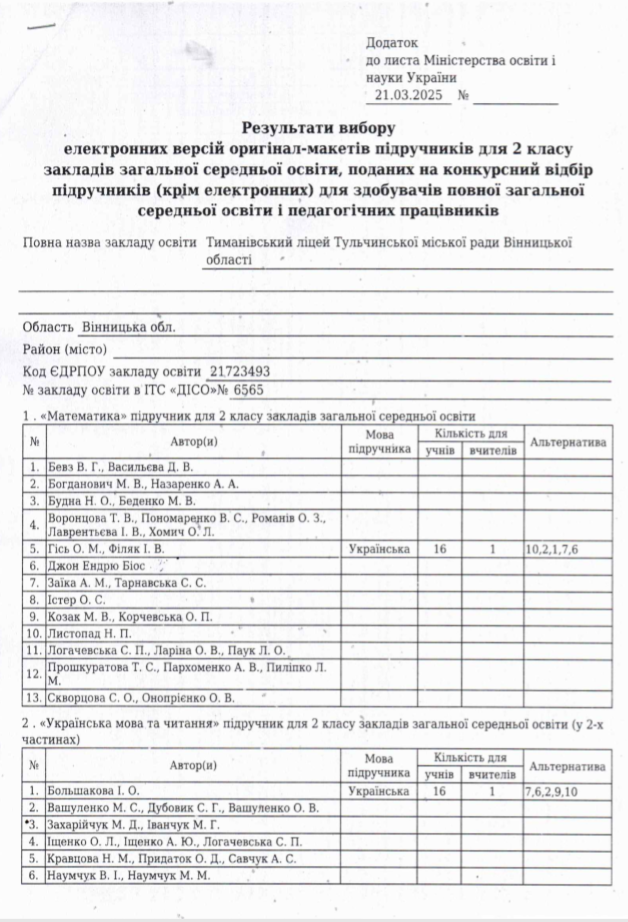 Додаток
до листа Міністерства освіти і
науки України
21.03.2025 №
Результати вибору
електронних версій оригінал-макетів підручників для 2 класу
закладів загальної середньої освіти, поданих на конкурсний відбір
підручників (крім електронних) для здобувачів повної загальної
середньої освіти і педагогічних працівників
Повна назва закладу освіти Тиманівський ліцей Тульчинської міської ради Вінницької
області
Область Вінницька обл.
Район (місто)
Код ЄДРПОУ закладу освіти 21723493
№ закладу освіти в ІТС «ДІСО»№ 6565
1 . «Математика» підручник для 2 класу закладів загальної середньої освіти
№ Автор(и) Мова підручника Кількість для учнів вчителів Альтернатива
1. Бевз В. Г., Васильєва Д. В.
2. Богданович М. В., Назаренко А. А.
3. Будна Н. О., Беденко М. В.
4. Воронцова Т. В., Пономаренко В. С., Романів О. З.,
Лаврентьєва І. В., Хомич О. Л.
5. Гісь О. М., Філяк І. В. Українська 16 1 10,2,1,7,6
6. Джон Ендрю Біос
7. Заїка А. М., Тарнавська С. С.
8. Істер О. С.
9. Козак М. В., Корчевська О. П.
10. Листопад Н. П.
11. Логачевська С. П., Ларіна О. В., Паук Л. О.
12. Прошкуратова Т. С., Пархоменко А. В., Пиліпко Л.
М.
13. Скворцова С. О., Онопрієнко О. В.
2 . «Українська мова та читання» підручник для 2 класу закладів загальної середньої освіти (у 2-х
частинах)
№ Автор(и) Мова підручника Кількість для учнів вчителів Альтернатива
1. Большакова І. О. Українська 16 1 7,6,2,9,10
2. Вашуленко М. С., Дубовик С. Г., Вашуленко О. В.
3. Захарійчук М. Д., Іванчук М. Г.
4. Іщенко О. Л., Іщенко А. Ю., Логачевська С. П.
5. Кравцова Н. М., Придаток О. Д., Савчук А. С.
6. Наумчук В. І., Наумчук М. М.